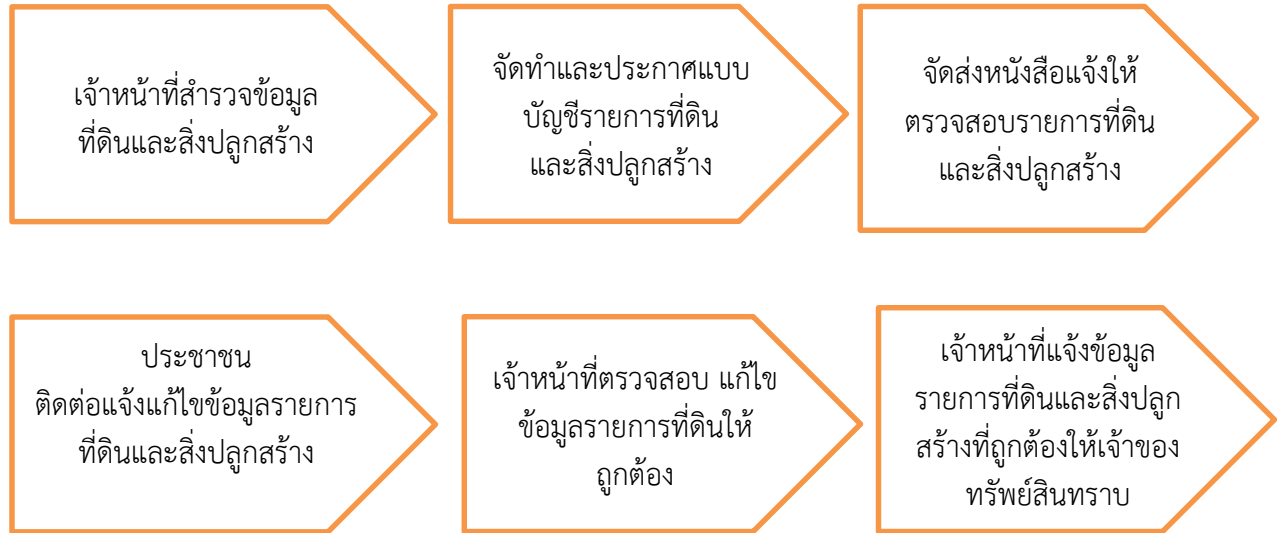 เจ้าหน้าที่สำรวจข้อมูล
ที่ดินและสิ่งปลูกสร้าง
จัดทำและประกาศแบบ
บัญชีรายการที่ดิน
และสิ่งปลูกสร้าง
จัดส่งหนังสือแจ้งให้
ตรวจสอบรายการที่ดิน
และสิ่งปลูกสร้าง
ประชาชน
ติดต่อแจ้งแก้ไขข้อมูลรายการ
ที่ดินและสิ่งปลูกสร้าง
เจ้าหน้าที่ตรวจสอบ แก้ไข
ข้อมูลรายการที่ดินให้
ถูกต้อง
เจ้าหน้าที่แจ้งข้อมูล
รายการที่ดินและสิ่งปลูก
สร้างที่ถูกต้องให้เจ้าของ
ทรัพย์สินทราบ